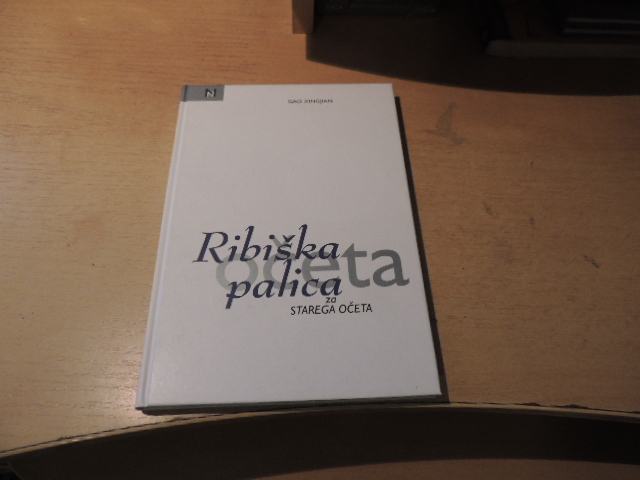 N
GAO XINGJIAN
Ribiška
očeta
palica
za
STAREGA OČETA